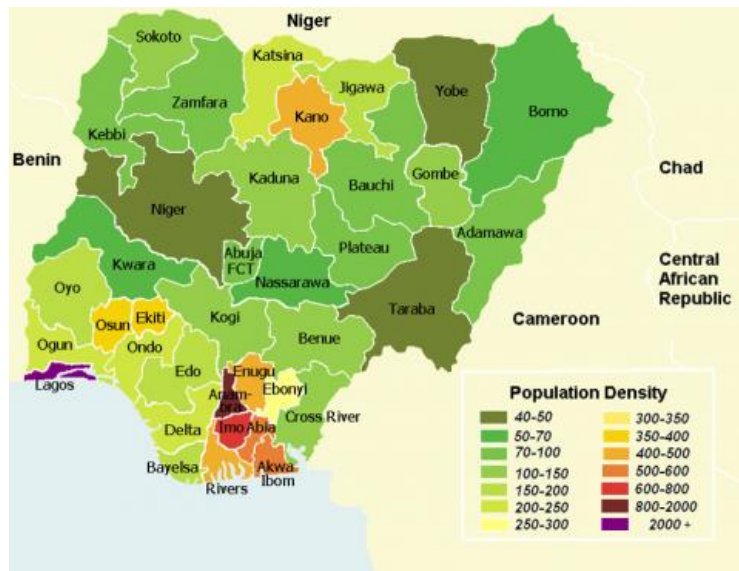 Niger
Sokoto
Katsina
Jigawa
Yobe
Borno
Zamfara
Kano
Kebbi
Benin
Chad
Gombe
Kaduna
Bauchi
Niger
Adamawa
Abuja
FCT
Plateau
Kwara
Nassarawa
Central
African
Republic
Oyo
Taraba
Kogi
Cameroon
Osun
Ekiti
Benue
Ogun
Ondo
Edo
Enugu
Lagos
Ebonyi
Anam-
bra
Cross River
Delta
Imo
Abia
Bayelsa
Akwa
Ibom
Rivers
Population Density
40-50
50-70
70-100
100-150
150-200
200-250
250-300
300-350
350-400
400-500
500-600
600-800
800-2000
2000 +